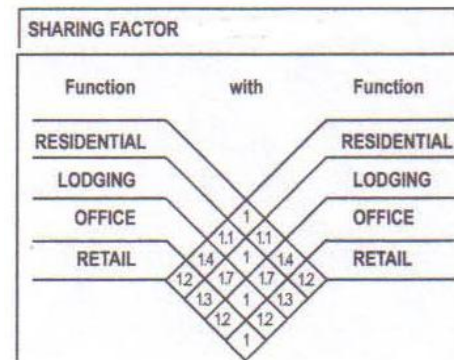 SHARING FACTOR
Function with Function
RESIDENTIAL RESIDENTIAL
LODGING LODGING
OFFICE OFFICE
RETAIL RETAIL
1
1.1 1.1
1.4 1 1.4
1.2 1.7 1.7 1.2
1.3 1 1.3
1.2 1.2
1